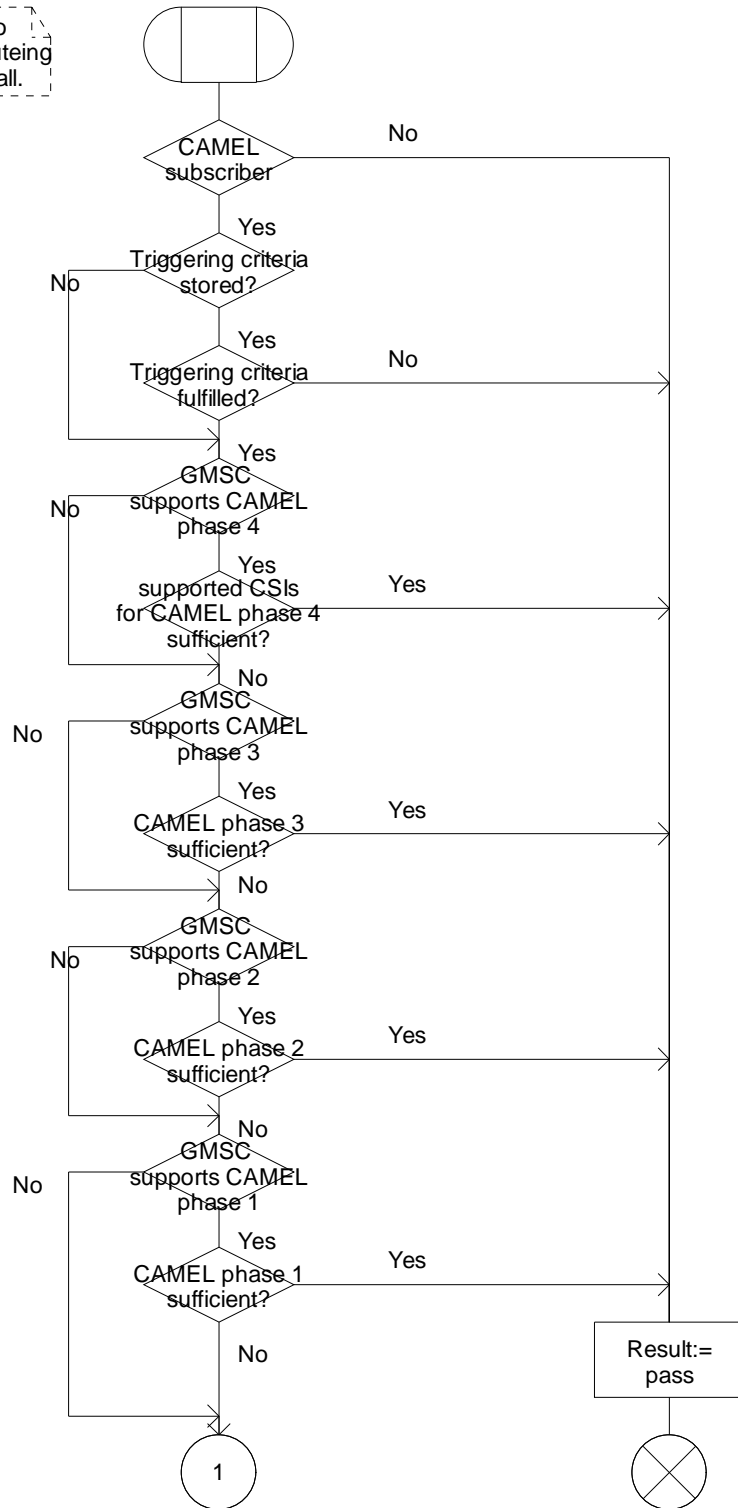 all.
CAMEL
subscriber
No
Yes
Triggering criteria
stored?
No
Yes
Triggering criteria
fulfilled?
No
Yes
GMSC
supports CAMEL
phase 4
No
Yes
supported CSIs
for CAMEL phase 4
sufficient?
Yes
No
GMSC
supports CAMEL
phase 3
No
Yes
CAMEL phase 3
sufficient?
Yes
No
GMSC
supports CAMEL
phase 2
No
Yes
CAMEL phase 2
sufficient?
Yes
No
GMSC
supports CAMEL
phase 1
No
Yes
CAMEL phase 1
sufficient?
Yes
No
Result:=
pass
1